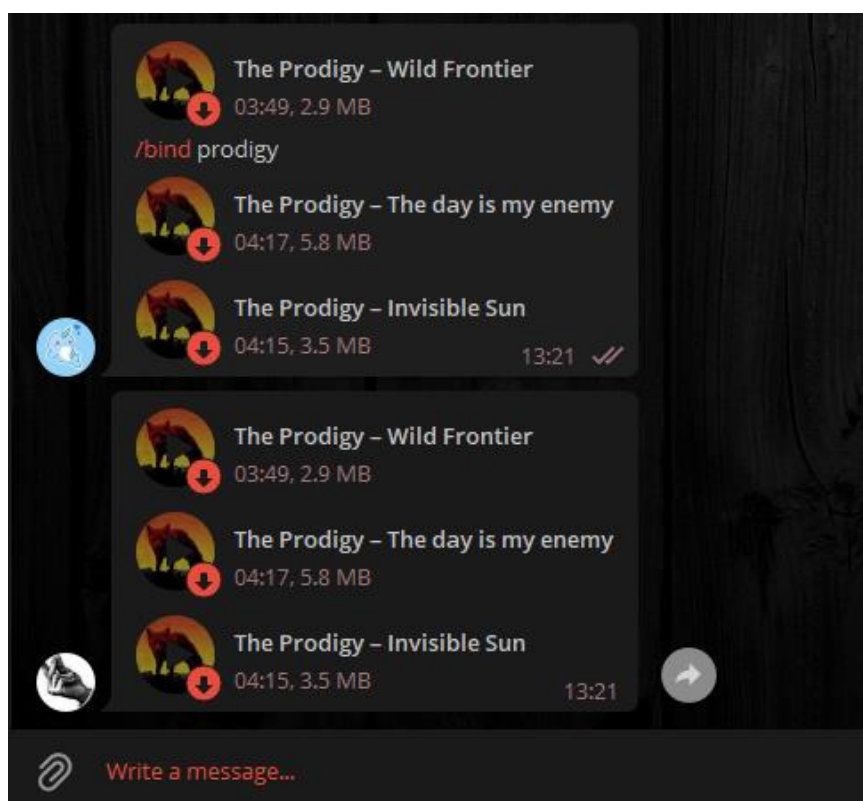 The Prodigy – Wild Frontier
03:49, 2.9 MB
/bind prodigy
The Prodigy – The day is my enemy
04:17, 5.8 MB
The Prodigy – Invisible Sun
04:15, 3.5 MB
13:21
The Prodigy – Wild Frontier
03:49, 2.9 MB
The Prodigy – The day is my enemy
04:17, 5.8 MB
The Prodigy – Invisible Sun
04:15, 3.5 MB
13:21
Write a message...